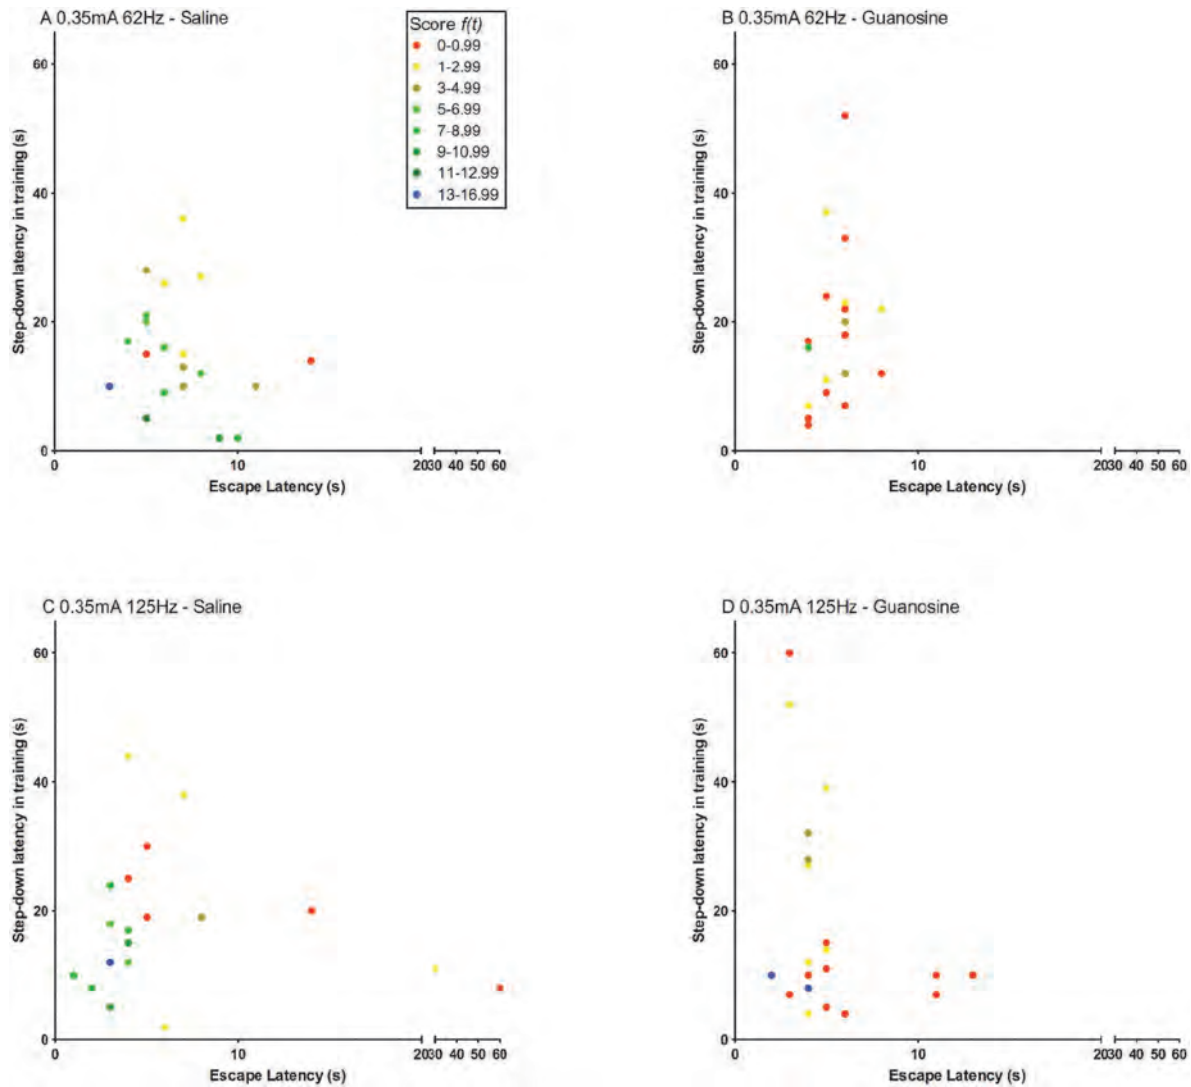 A 0.35mA 62Hz - Saline
Score f(t)
0-0.99
1-2.99
3-4.99
5-6.99
7-8.99
9-10.99
11-12.99
13-16.99
Step-down latency in training (s)
60
40
20
0
0 10 20 30 40 50 60
Escape Latency (s)
B 0.35mA 62Hz - Guanosine
Step-down latency in training (s)
60
40
20
0
0 10 20 30 40 50 60
Escape Latency (s)
C 0.35mA 125Hz - Saline
Step-down latency in training (s)
60
40
20
0
0 10 20 30 40 50 60
Escape Latency (s)
D 0.35mA 125Hz - Guanosine
Step-down latency in training (s)
60
40
20
0
0 10 20 30 40 50 60
Escape Latency (s)